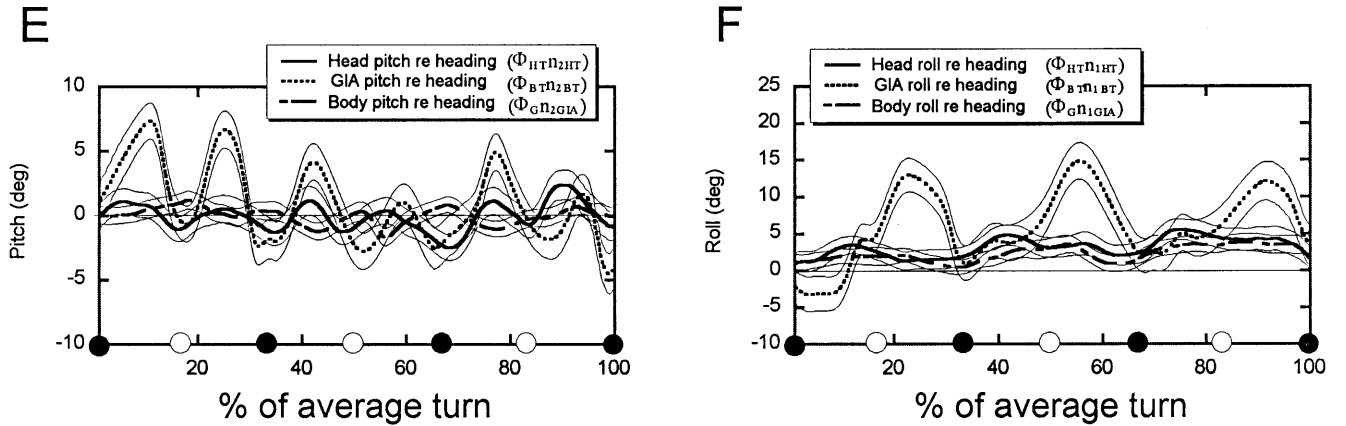 E
Head pitch re heading (ΦHTn2HT)
GIA pitch re heading (ΦBTn2BT)
Body pitch re heading (ΦGn2GIA)
10
5
0
-5
-10
Pitch (deg)
20 40 60 80 100
% of average turn
F
Head roll re heading (ΦHTn1HT)
GIA roll re heading (ΦBTn1BT)
Body roll re heading (ΦGn1GIA)
25
20
15
10
5
0
-5
-10
Roll (deg)
20 40 60 80 100
% of average turn